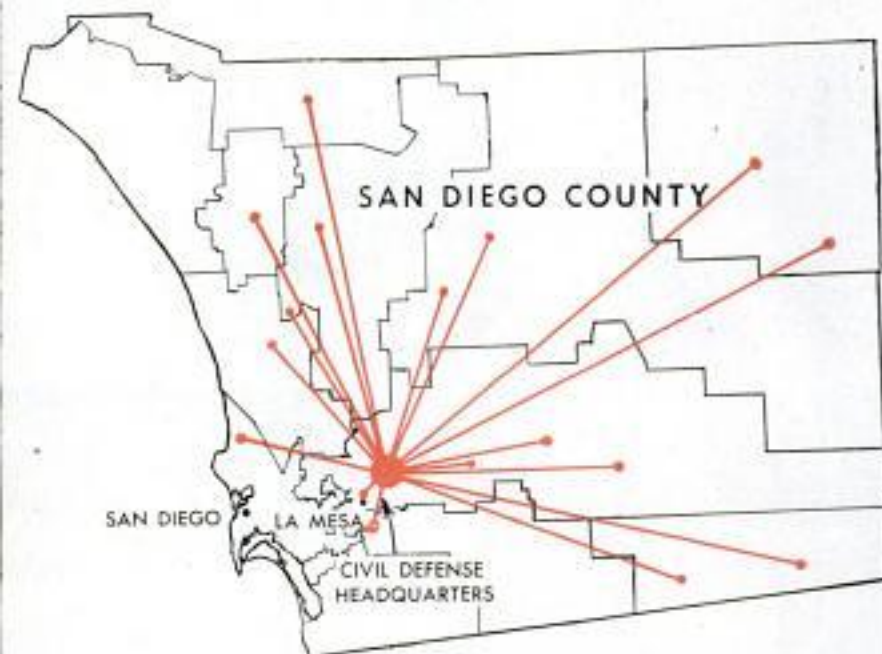 SAN DIEGO COUNTY
SAN DIEGO
LA MESA
CIVIL DEFENSE
HEADQUARTERS